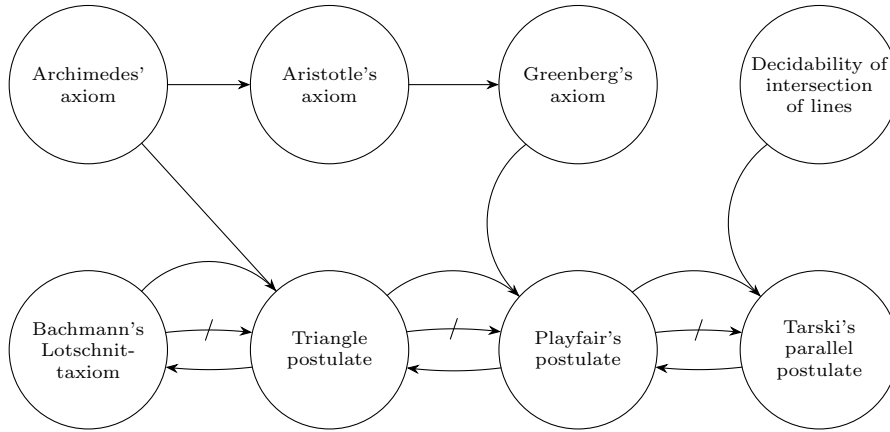 Archimedes'
axiom
Aristotle's
axiom
Greenberg's
axiom
Decidability of
intersection
of lines
Bachmann's
Lotschnit-
taxiom
Triangle
postulate
Playfair's
postulate
Tarski's
parallel
postulate